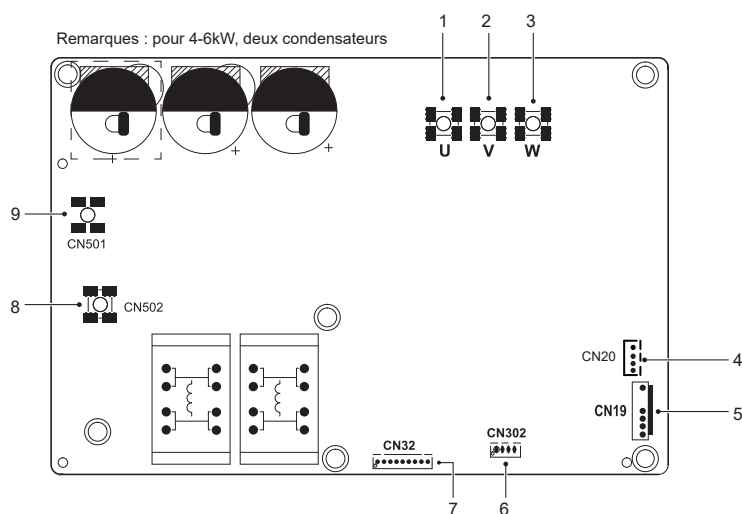 1 2 3
Remarques : pour 4-6kW, deux condensateurs
U V W
9
CN501
8
CN502
CN20
4
CN19
5
CN32
CN302
7
6